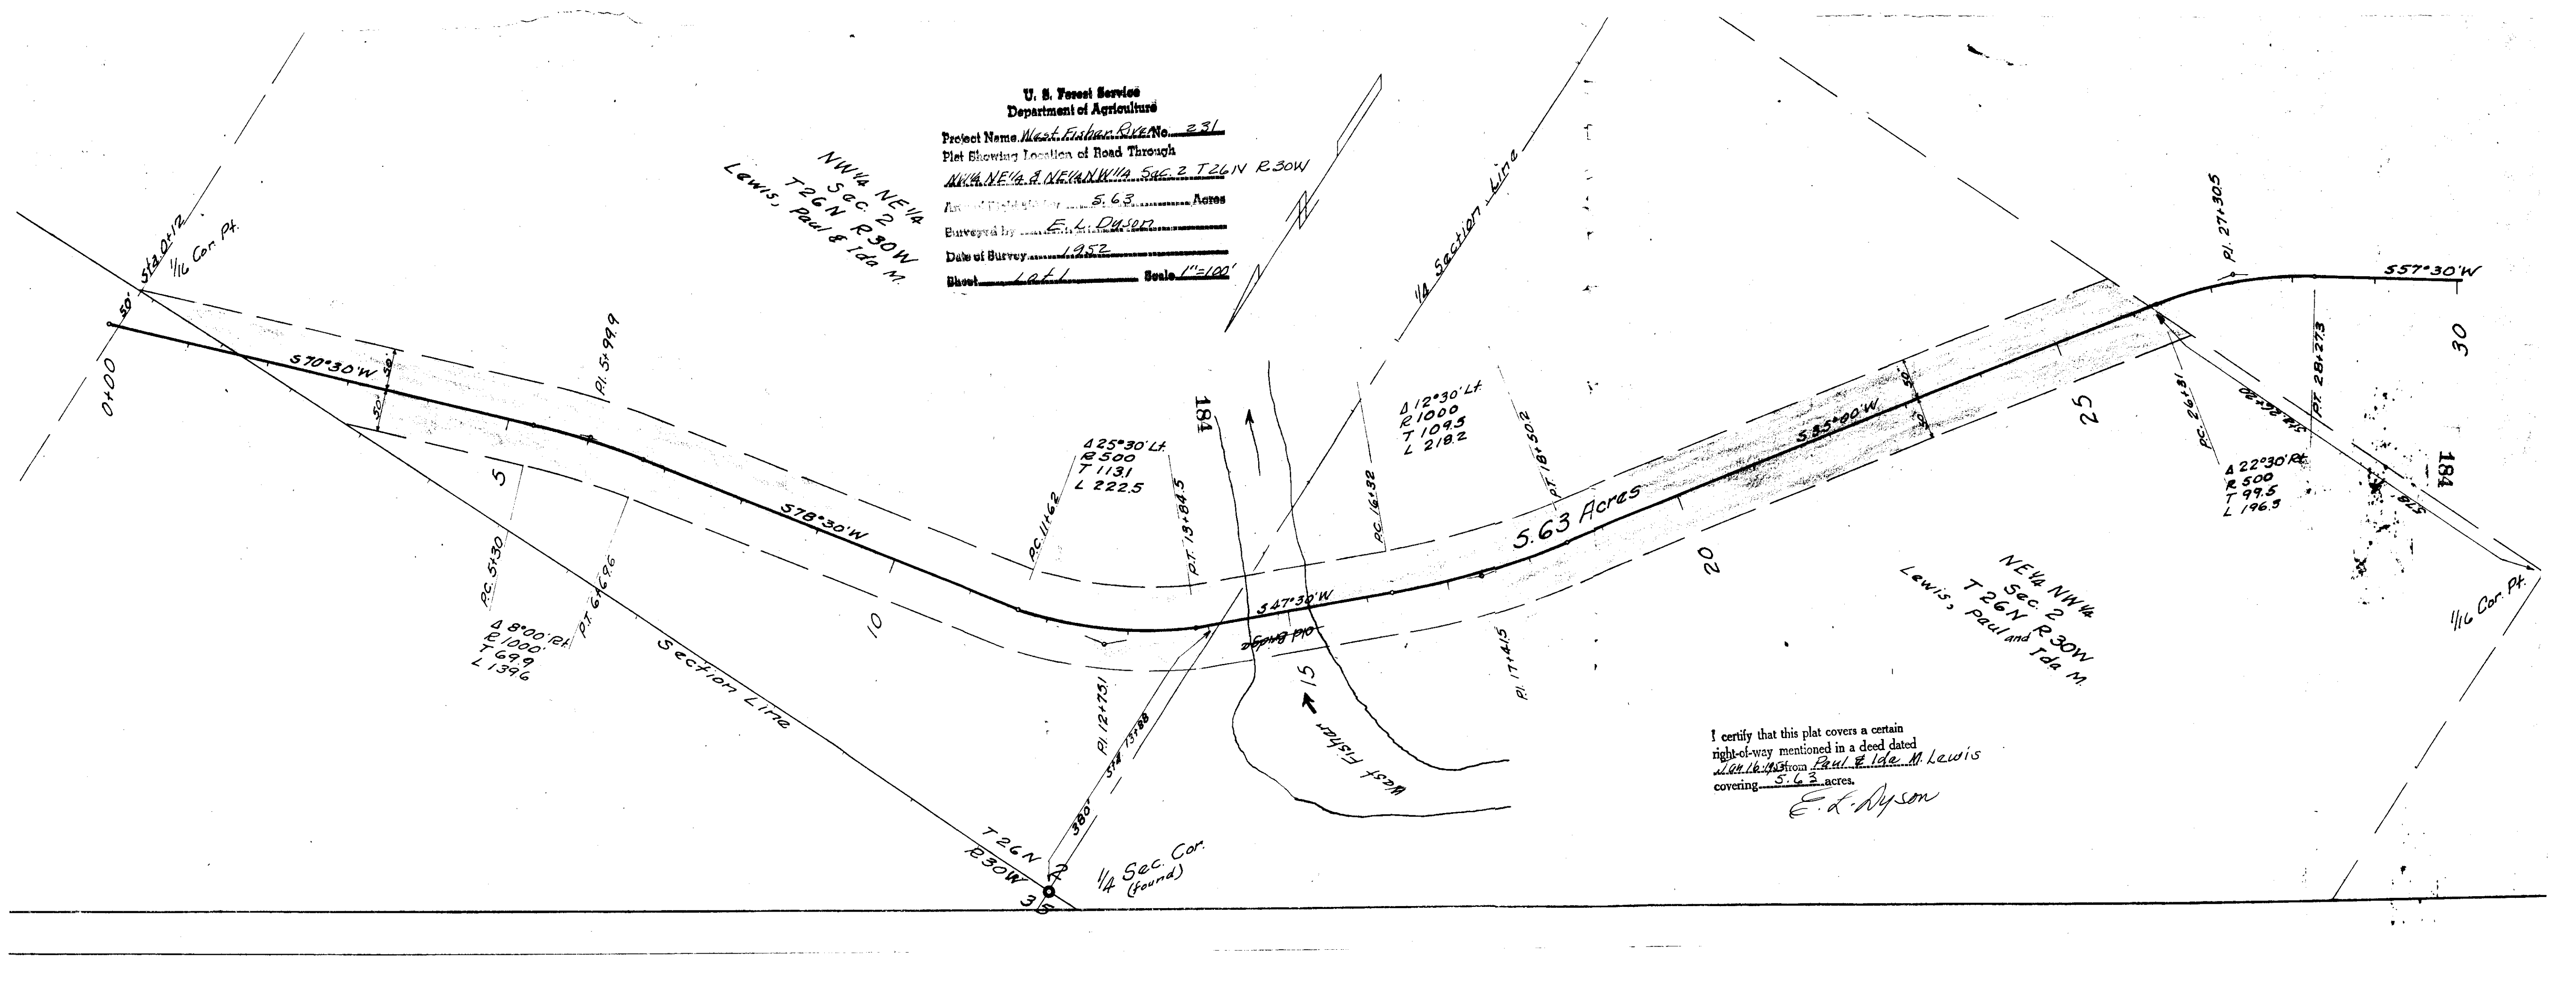 U. S. Forest Service
Department of Agriculture
Project Name West Fisher River No. 231
Plat Showing Location of Road Through
NW¼ NE¼ & NE¼ NW¼ Sec. 2 T26N R30W
5.63 Acres
Surveyed by E. L. Dyson
Date of Survey 1952
Sheet 1 of 1 Scale 1"=100'
NW¼ NE¼
Sec. 2
T26N R30W
Lewis, Paul & Ida M.
Sta. 0+12
1/16 Cor. Pt.
50'
0+00
S70°30'W
50'
50'
P.I. 5+99.9
5
P.C. 5+30
P.T. 6+69.6
Δ 8°00' Rt.
R 1000'
T 69.9
L 139.6
S78°30'W
10
Section Line
P.C. 11+62
Δ 25°30' Lt.
R 500
T 113.1
L 222.5
P.T. 13+84.5
P.I. 12+75.1
184
¼ Section Line
S47°30'W
Old Bridge
15
West Fisher
Sta 13+88
380'
T26N
R30W
2
35
¼ Sec. Cor.
(found)
P.C. 16+32
Δ 12°30' Lt.
R 1000
T 109.5
L 218.2
P.T. 18+50.2
P.I. 17+41.5
5.63 Acres
20
S35°00'W
50'
50'
25
P.C. 26+31
P.I. 27+30.5
P.T. 28+27.3
S57°30'W
30
Sta. 26+20
Δ 22°30' Rt.
R 500
T 99.5
L 196.3
184
1/16 Cor. Pt.
NE¼ NW¼
Sec. 2
T26N R30W
Lewis, Paul and Ida M.
I certify that this plat covers a certain
right-of-way mentioned in a deed dated
from Paul & Ida M. Lewis
covering 5.63 acres.
E. L. Dyson